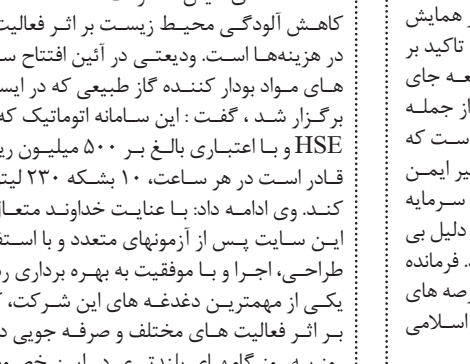 کاهش آلودگی محیط زیست بر اثر فعالیت
در هزینه‌ها است. ودیعتی در آئین افتتاح
های مواد بودار کننده گاز طبیعی که در
برگزار شد ، گفت : این سامانه اتوماتیک که
HSE و با اعتباری بالغ بر ۵۰۰ میلیون
قادر است در هر ساعت، ۱۰ بشکه ۲۳۰
کند. وی ادامه داد: با عنایت خداوند
این سایت پس از آزمونهای متعدد و با
طراحی، اجرا و با موفقیت به بهره برداری
یکی از مهمترین دغدغه های این شرکت،
بر اثر فعالیت های مختلف و صرفه جویی
همایش
تاکید بر
جای
از جمله
است که
ایمن
سرمایه
دلیل بی
فرمانده
های
اسلامی